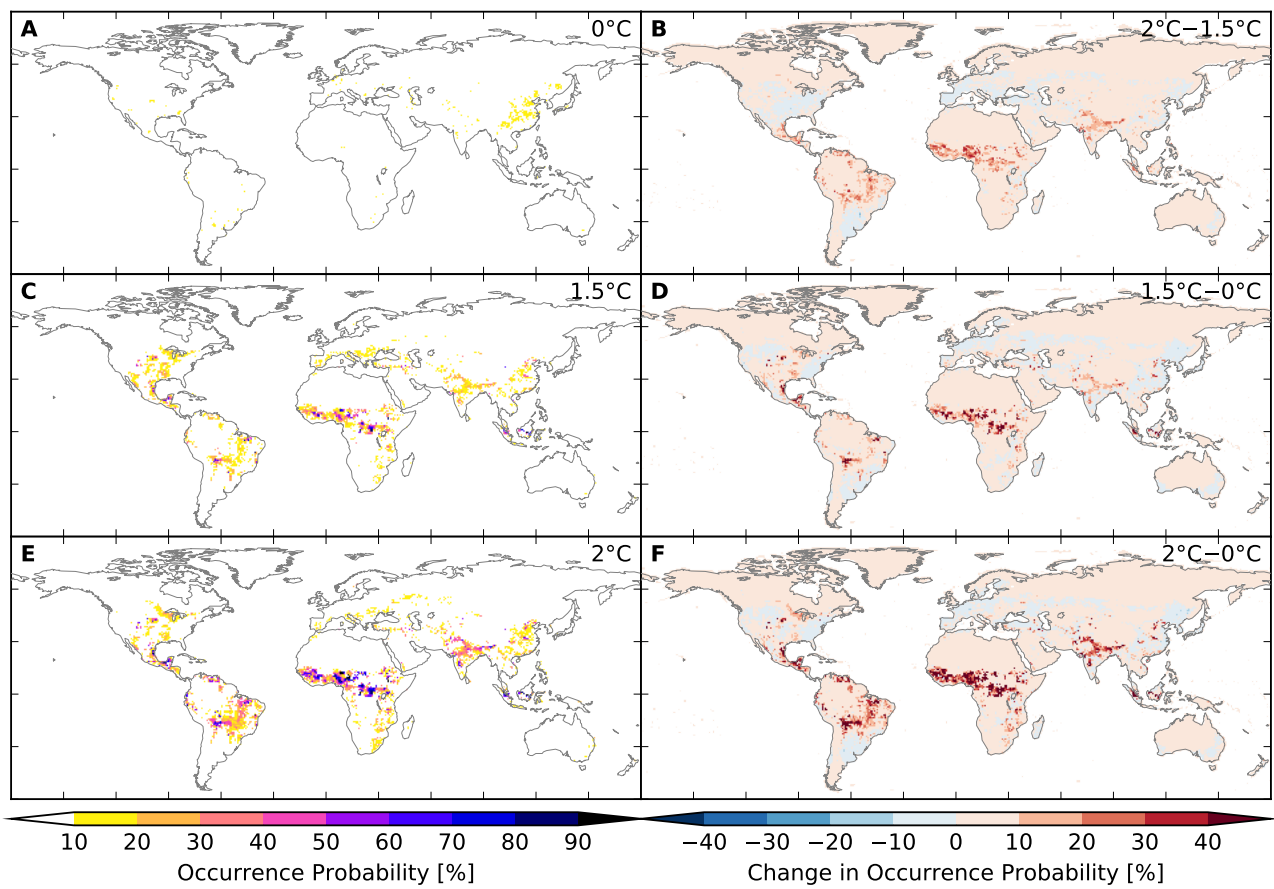 A 0°C
B 2°C−1.5°C
C 1.5°C
D 1.5°C−0°C
E 2°C
F 2°C−0°C
10 20 30 40 50 60 70 80 90
Occurrence Probability [%]
−40 −30 −20 −10 0 10 20 30 40
Change in Occurrence Probability [%]